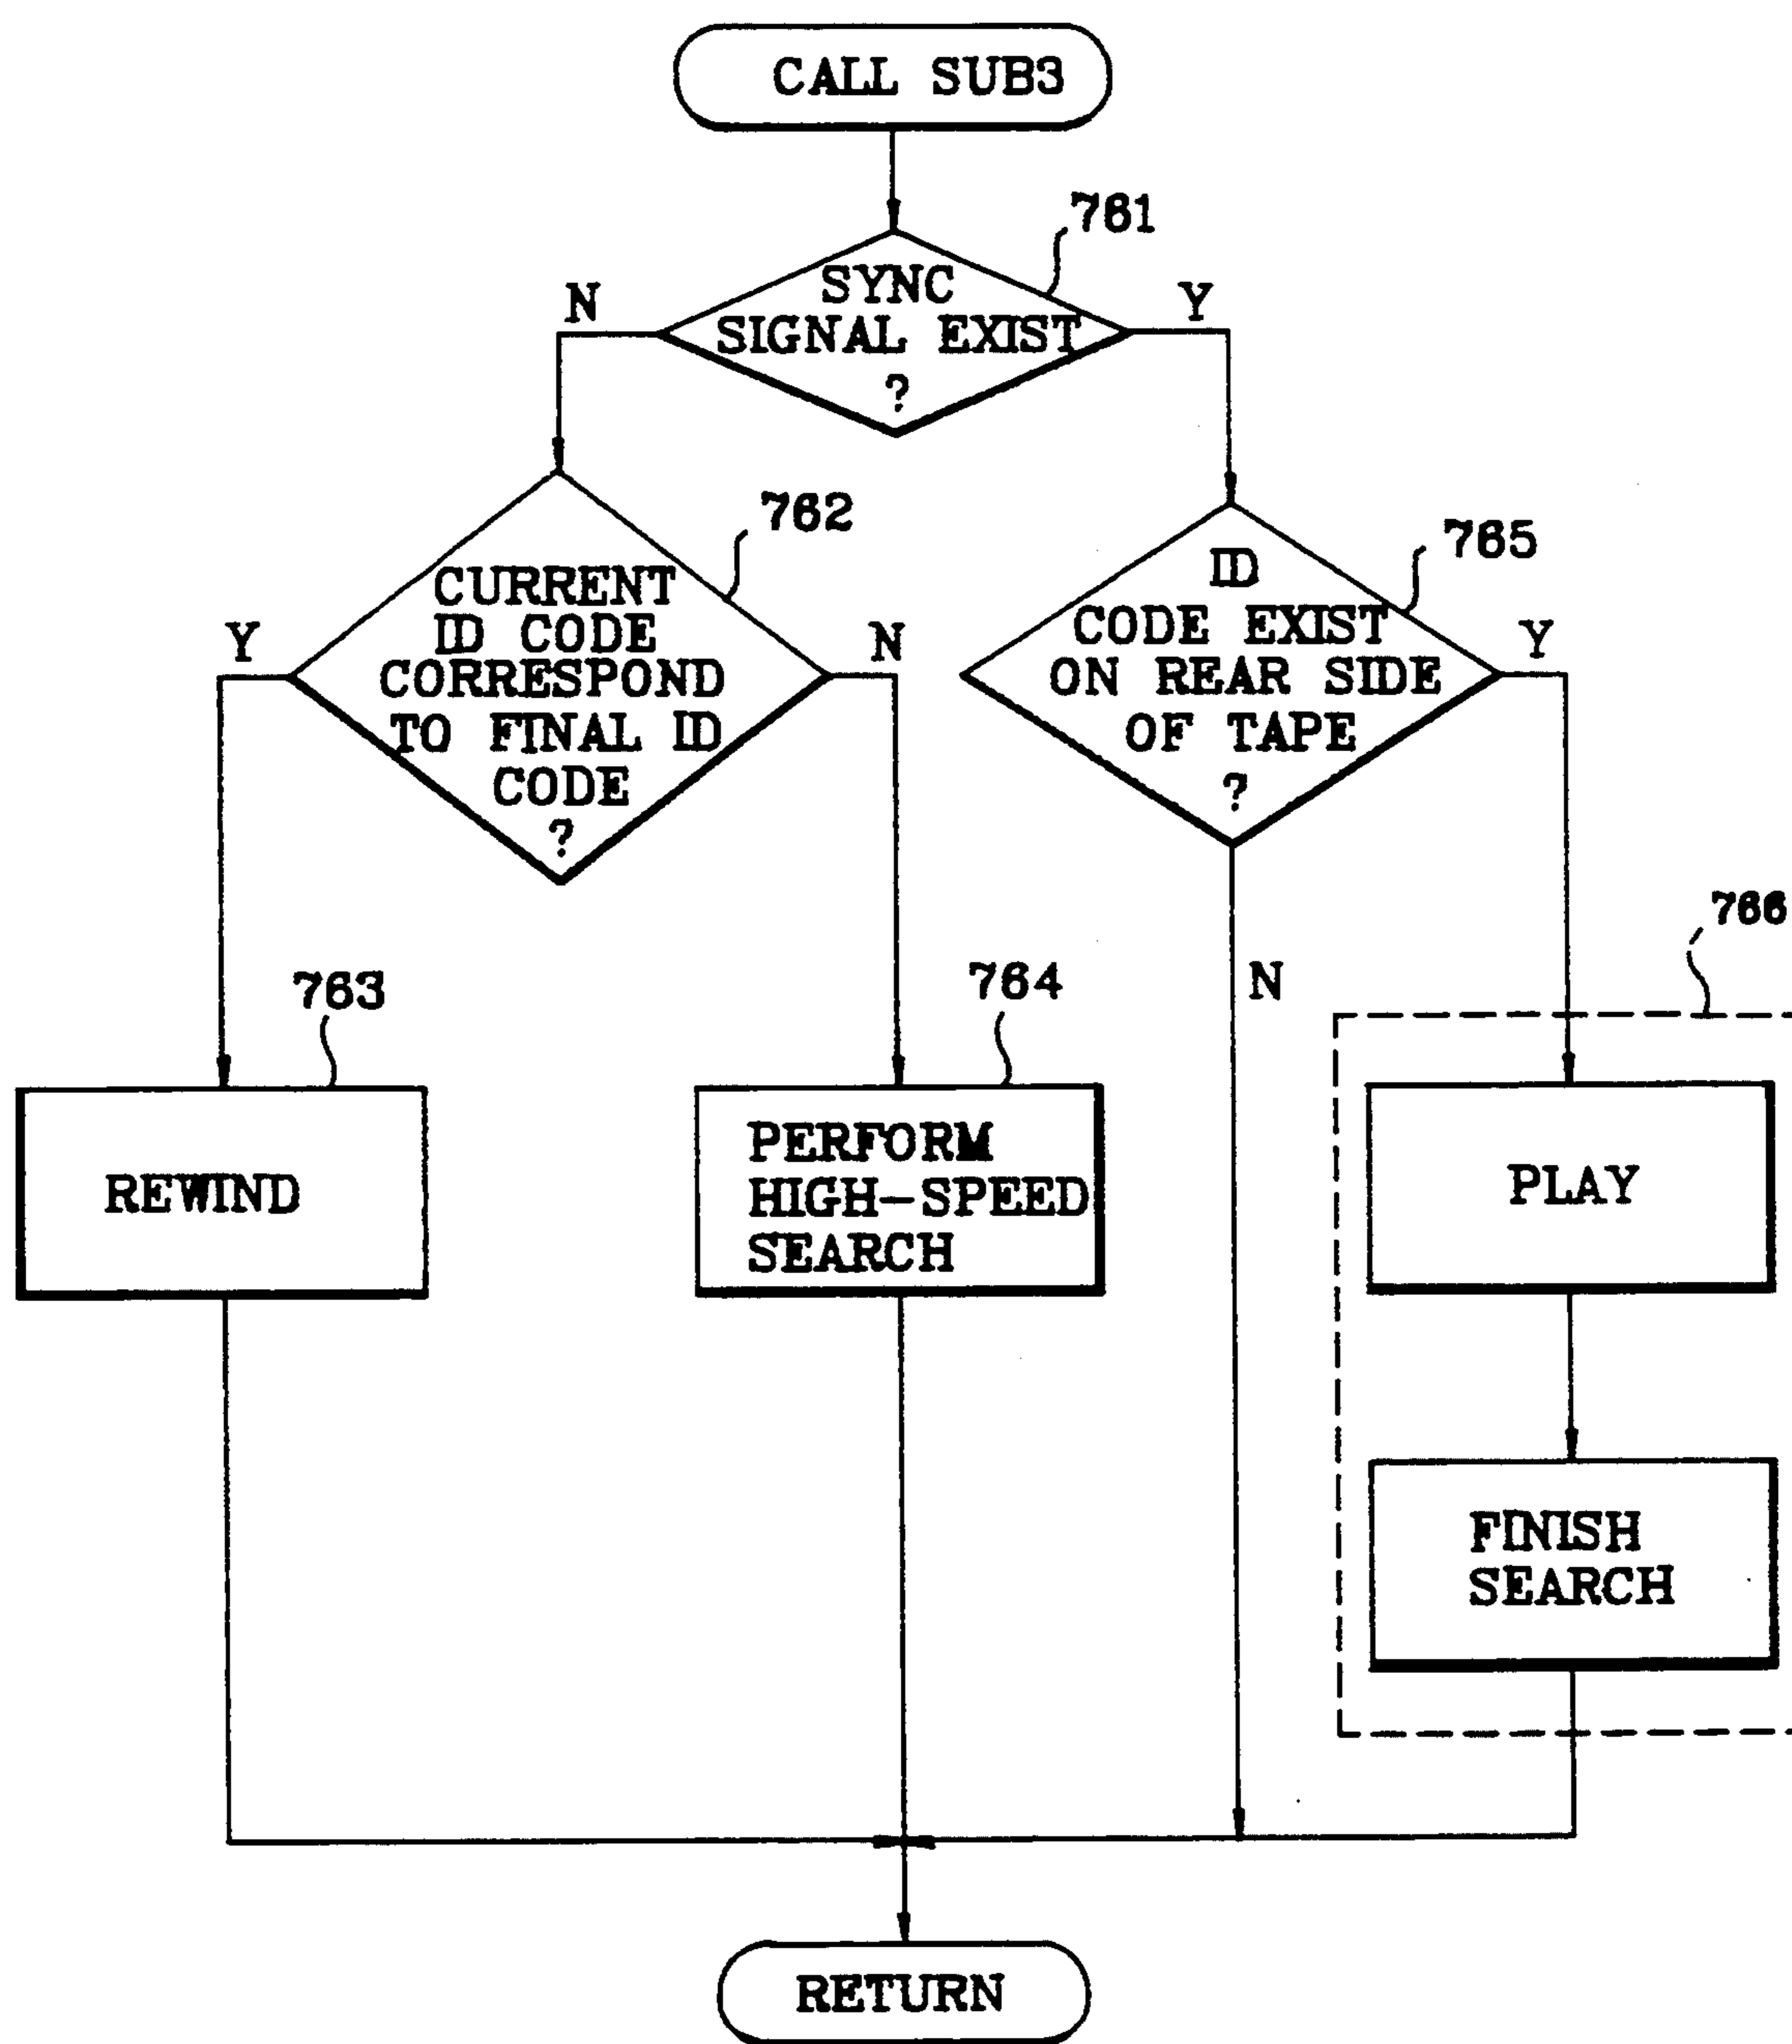 CALL SUB3
761
SYNC
SIGNAL EXIST
?
N
Y
762
CURRENT
ID CODE
CORRESPOND
TO FINAL ID
CODE
?
Y
N
765
ID
CODE EXIST
ON REAR SIDE
OF TAPE
?
Y
N
766
763
REWIND
764
PERFORM
HIGH-SPEED
SEARCH
PLAY
FINISH
SEARCH
RETURN